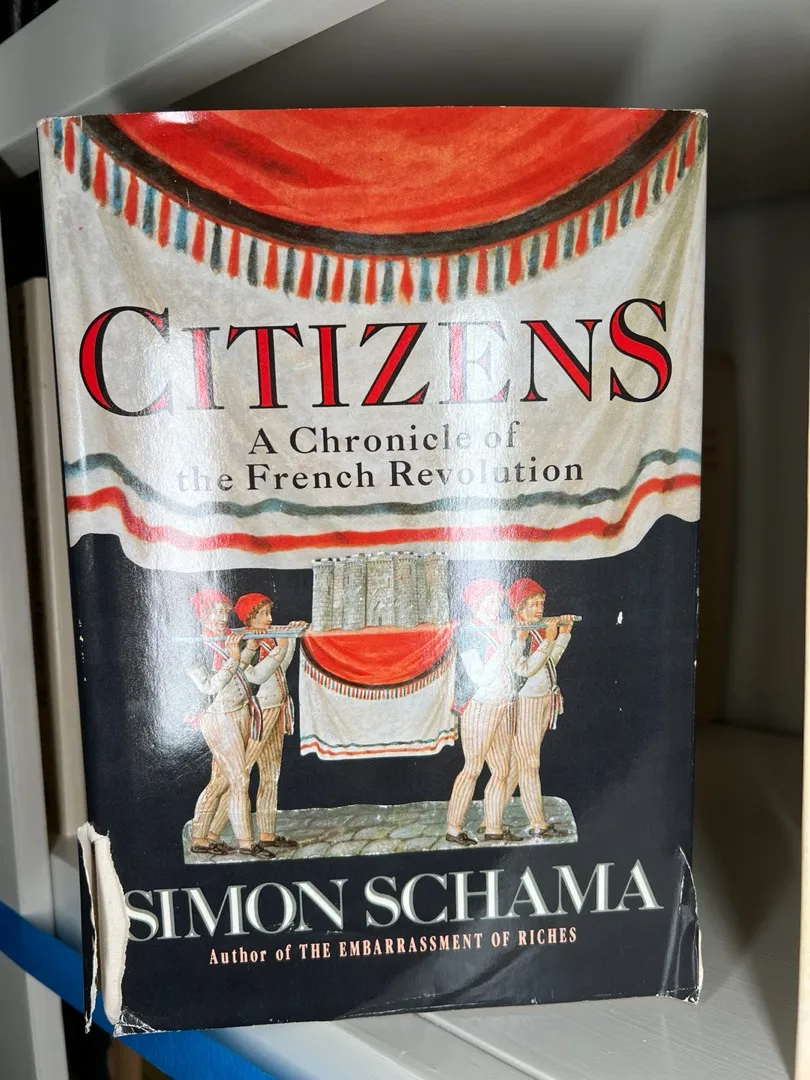 CITIZENS
A Chronicle of
the French Revolution
SIMON SCHAMA
Author of THE EMBARRASSMENT OF RICHES